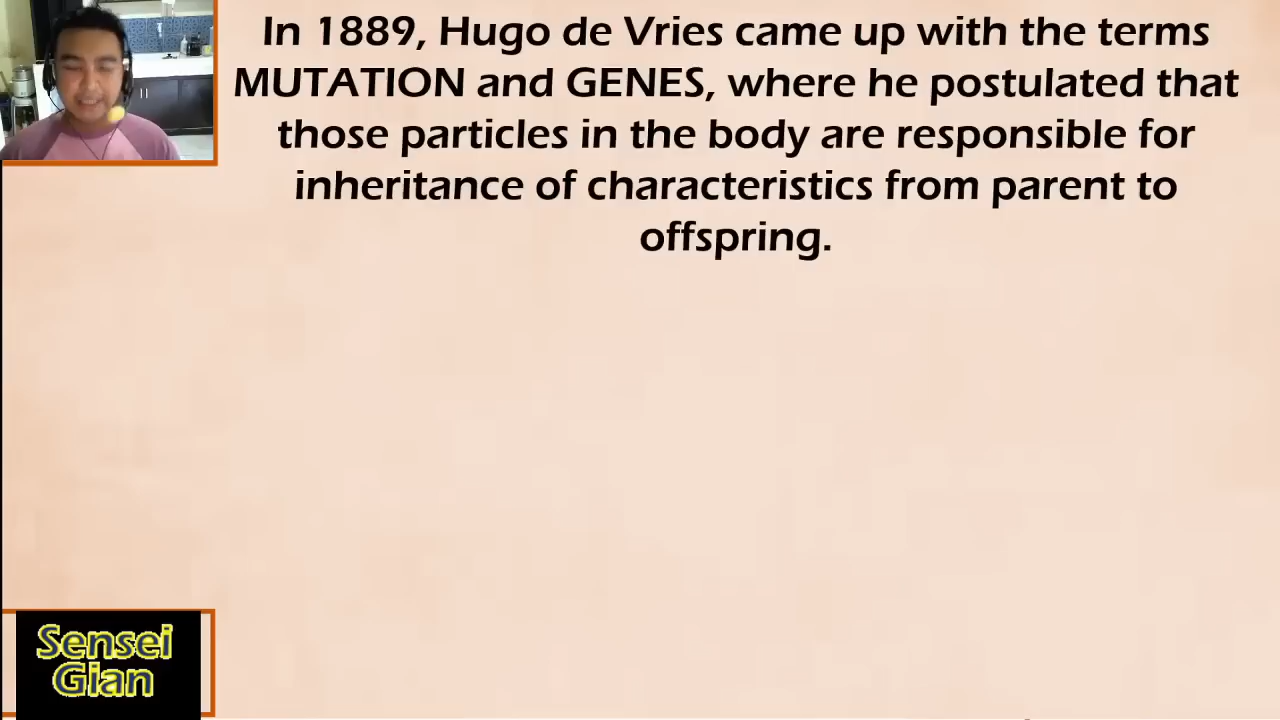 In 1889, Hugo de Vries came up with the terms
MUTATION and GENES, where he postulated that
those particles in the body are responsible for
inheritance of characteristics from parent to
offspring.
Sensei
Gian